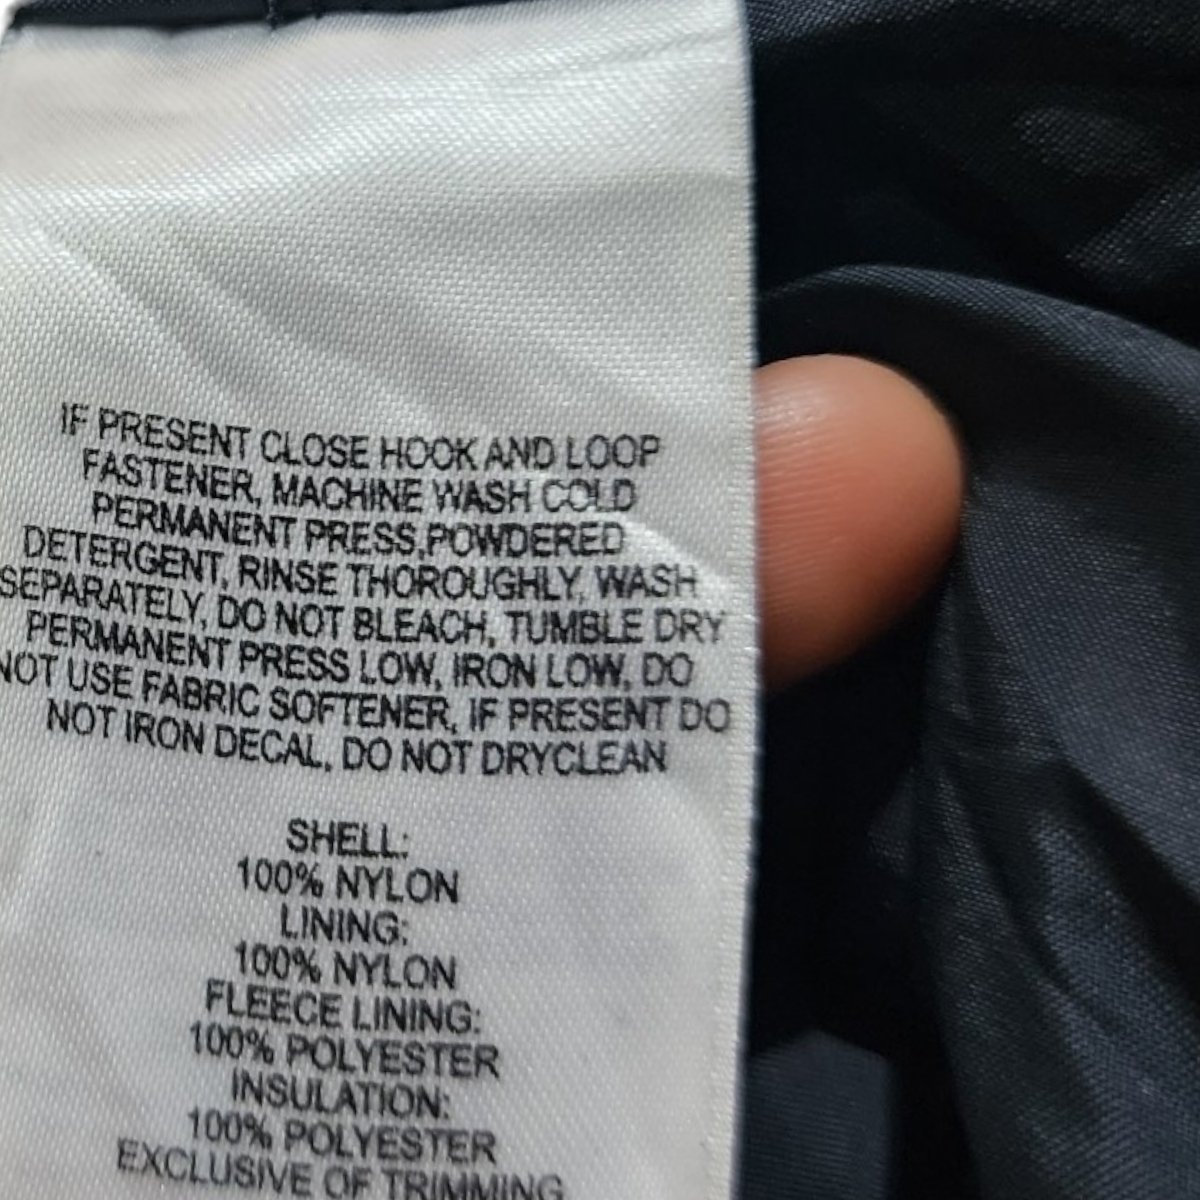 IF PRESENT CLOSE HOOK AND LOOP
FASTENER, MACHINE WASH COLD
PERMANENT PRESS,POWDERED
DETERGENT, RINSE THOROUGHLY, WASH
SEPARATELY, DO NOT BLEACH, TUMBLE DRY
PERMANENT PRESS LOW, IRON LOW, DO
NOT USE FABRIC SOFTENER, IF PRESENT DO
NOT IRON DECAL, DO NOT DRYCLEAN
SHELL:
100% NYLON
LINING:
100% NYLON
FLEECE LINING:
100% POLYESTER
INSULATION:
100% POLYESTER
EXCLUSIVE OF TRIMMING